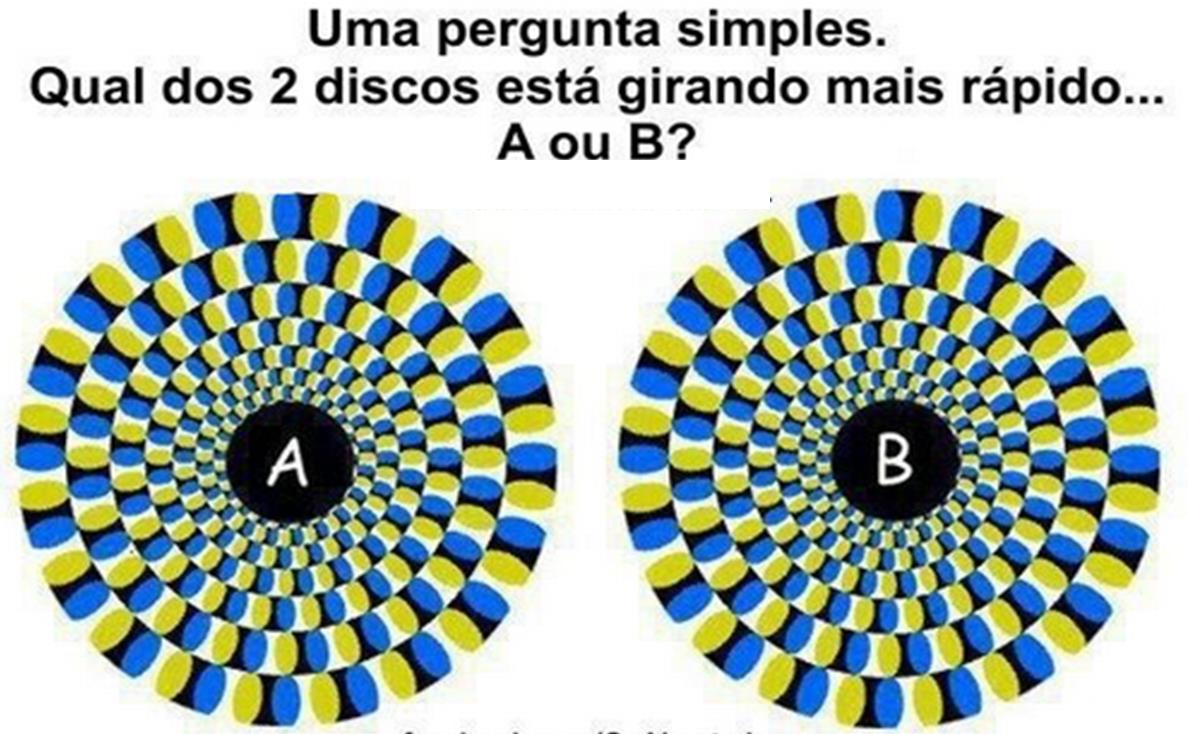 Uma pergunta simples.
Qual dos 2 discos está girando mais rápido...
A ou B?
A
B